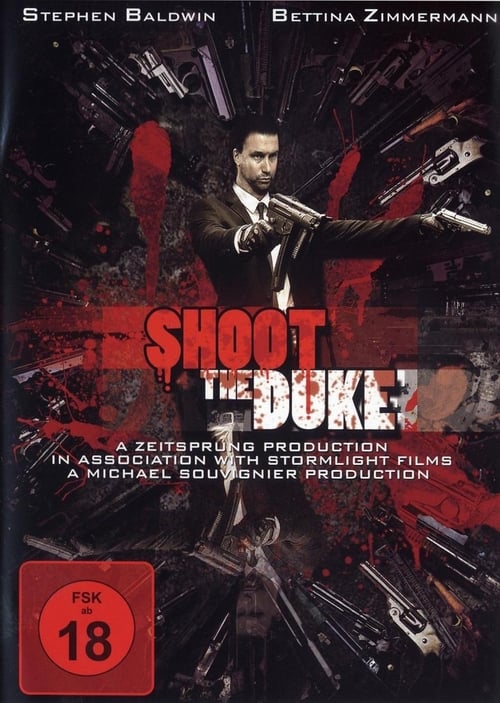 STEPHEN BALDWIN BETTINA ZIMMERMANN
SHOOT
THE DUKE
A ZEITSPRUNG PRODUCTION
IN ASSOCIATION WITH STORMLIGHT FILMS
A MICHAEL SOUVIGNIER PRODUCTION
FSK
ab
18